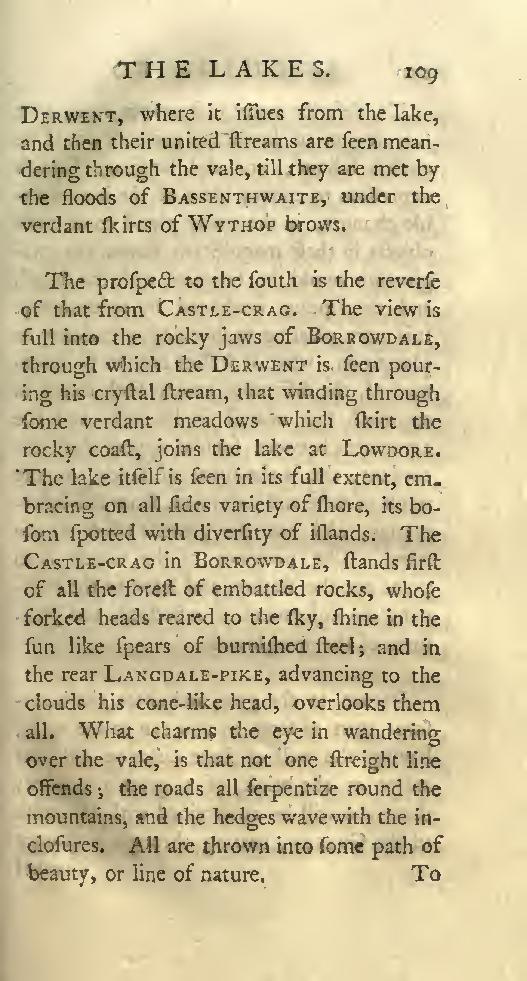 THE LAKES. 109
DERWENT, where it iſſues from the lake,
and then their united ſtreams are ſeen mean-
dering through the vale, till they are met by
the floods of BASSENTHWAITE, under the
verdant ſkirts of WYTHOP brows.
The proſpect to the ſouth is the reverſe
of that from CASTLE-CRAG. The view is
full into the rocky jaws of BORROWDALE,
through which the DERWENT is ſeen pour-
ing his cryſtal ſtream, that winding through
ſome verdant meadows which ſkirt the
rocky coaſt, joins the lake at LOWDORE.
The lake itſelf is ſeen in its full extent, em-
bracing on all ſides variety of ſhore, its bo-
ſom ſpotted with diverſity of iſlands. The
CASTLE-CRAG in BORROWDALE, ſtands firſt
of all the foreſt of embattled rocks, whoſe
forked heads reared to the ſky, ſhine in the
ſun like ſpears of burniſhed ſteel; and in
the rear LANGDALE-PIKE, advancing to the
clouds his cone-like head, overlooks them
all. What charms the eye in wandering
over the vale, is that not one ſtreight line
offends; the roads all ſerpentize round the
mountains, and the hedges wave with the in-
cloſures. All are thrown into ſome path of
beauty, or line of nature. To